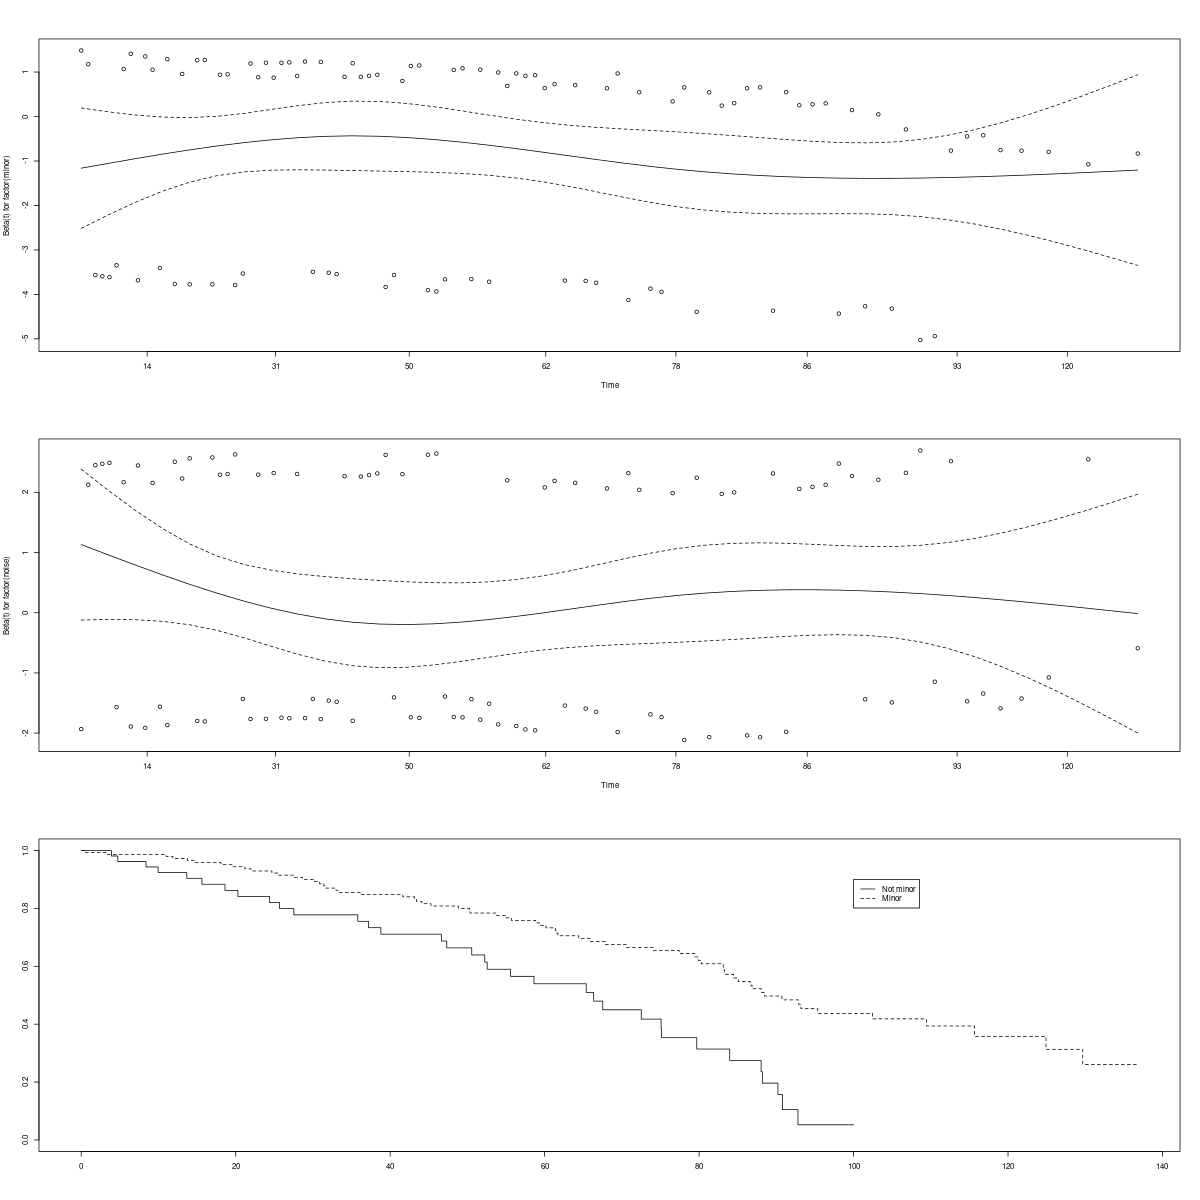 Beta(t) for factor(minor)
1
0
-1
-2
-3
-4
-5
14 31 50 62 78 86 93 120
Time
Beta(t) for factor(noise)
2
1
0
-1
-2
14 31 50 62 78 86 93 120
Time
1.0
0.8
0.6
0.4
0.2
0.0
Not minor
Minor
0 20 40 60 80 100 120 140